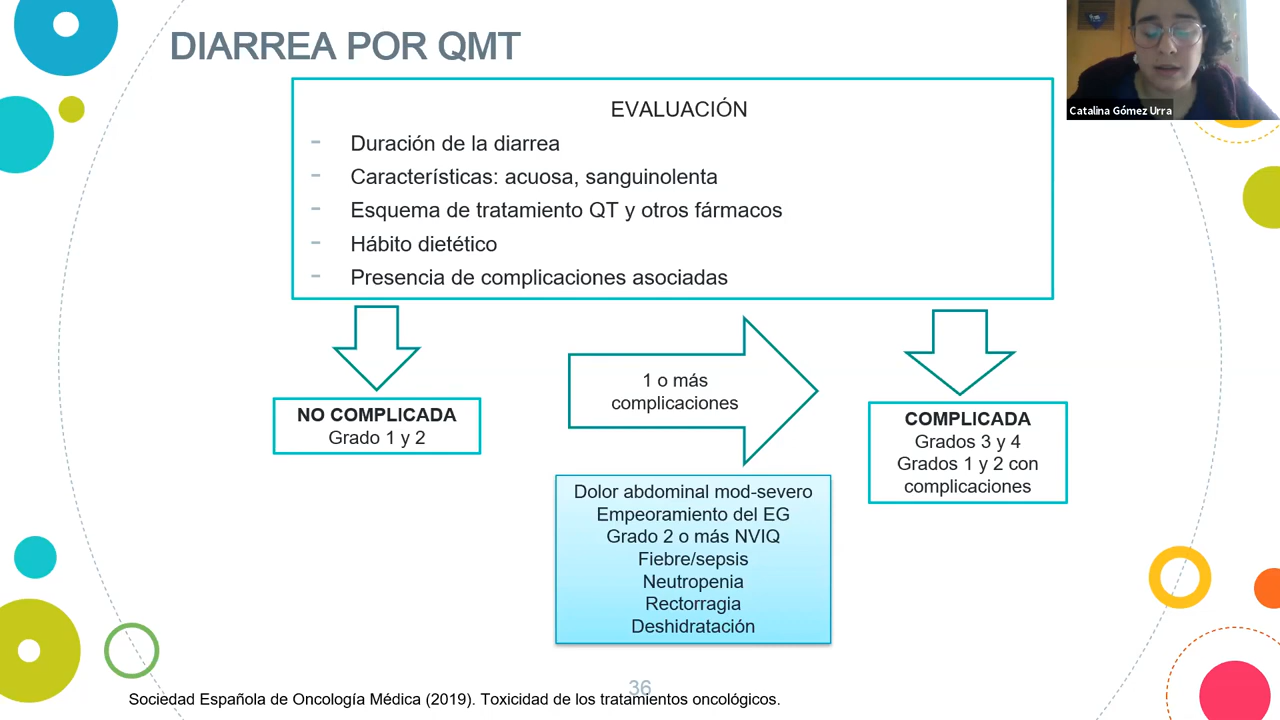 DIARREA POR QMT
Catalina Gómez Urra
EVALUACIÓN
- Duración de la diarrea
- Características: acuosa, sanguinolenta
- Esquema de tratamiento QT y otros fármacos
- Hábito dietético
- Presencia de complicaciones asociadas
NO COMPLICADA
Grado 1 y 2
1 o más
complicaciones
COMPLICADA
Grados 3 y 4
Grados 1 y 2 con
complicaciones
Dolor abdominal mod-severo
Empeoramiento del EG
Grado 2 o más NVIQ
Fiebre/sepsis
Neutropenia
Rectorragia
Deshidratación
36
Sociedad Española de Oncología Médica (2019). Toxicidad de los tratamientos oncológicos.